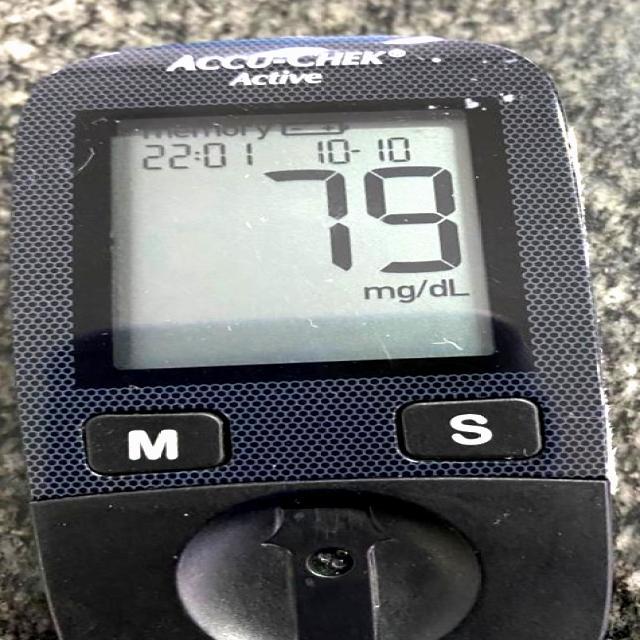 ACCU-CHEK®
Active
memory
22:01 10-10
79
mg/dL
M S